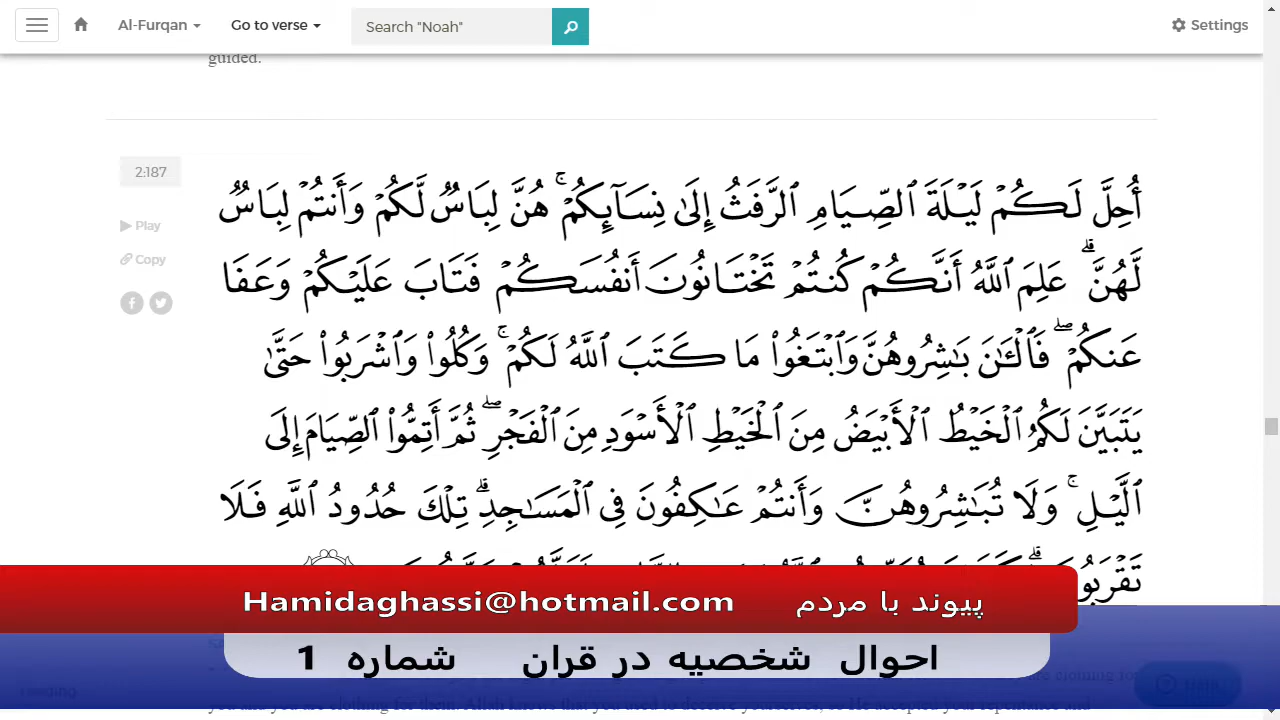 Al-Furqan
Go to verse
Search "Noah"
Settings
guided.
2:187
Play
Copy
أُحِلَّ لَكُمْ لَيْلَةَ ٱلصِّيَامِ ٱلرَّفَثُ إِلَىٰ نِسَآئِكُمْ ۚ هُنَّ لِبَاسٌ لَّكُمْ وَأَنتُمْ لِبَاسٌ
لَّهُنَّ ۗ عَلِمَ ٱللَّهُ أَنَّكُمْ كُنتُمْ تَخْتَانُونَ أَنفُسَكُمْ فَتَابَ عَلَيْكُمْ وَعَفَا
عَنكُمْ ۖ فَٱلْـَٰٔنَ بَـٰشِرُوهُنَّ وَٱبْتَغُوا۟ مَا كَتَبَ ٱللَّهُ لَكُمْ ۚ وَكُلُوا۟ وَٱشْرَبُوا۟ حَتَّىٰ
يَتَبَيَّنَ لَكُمُ ٱلْخَيْطُ ٱلْأَبْيَضُ مِنَ ٱلْخَيْطِ ٱلْأَسْوَدِ مِنَ ٱلْفَجْرِ ۖ ثُمَّ أَتِمُّوا۟ ٱلصِّيَامَ إِلَى
ٱلَّيْلِ ۚ وَلَا تُبَـٰشِرُوهُنَّ وَأَنتُمْ عَـٰكِفُونَ فِى ٱلْمَسَـٰجِدِ ۗ تِلْكَ حُدُودُ ٱللَّهِ فَلَا
پیوند با مردم Hamidaghassi@hotmail.com
احوال شخصیه در قران شماره 1